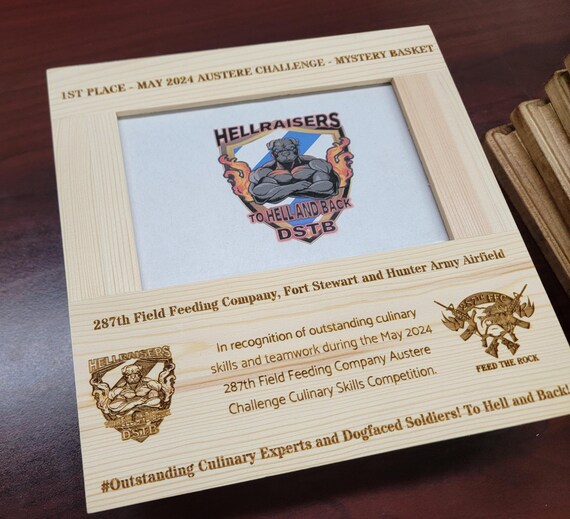 1ST PLACE - MAY 2024 AUSTERE CHALLENGE - MYSTERY BASKET
HELLRAISERS
TO HELL AND BACK
DSTB
287th Field Feeding Company, Fort Stewart and Hunter Army Airfield
In recognition of outstanding culinary
skills and teamwork during the May 2024
287th Field Feeding Company Austere
Challenge Culinary Skills Competition.
HELLRAISERS
DSTB
FEED THE ROCK
#Outstanding Culinary Experts and Dogfaced Soldiers! To Hell and Back!